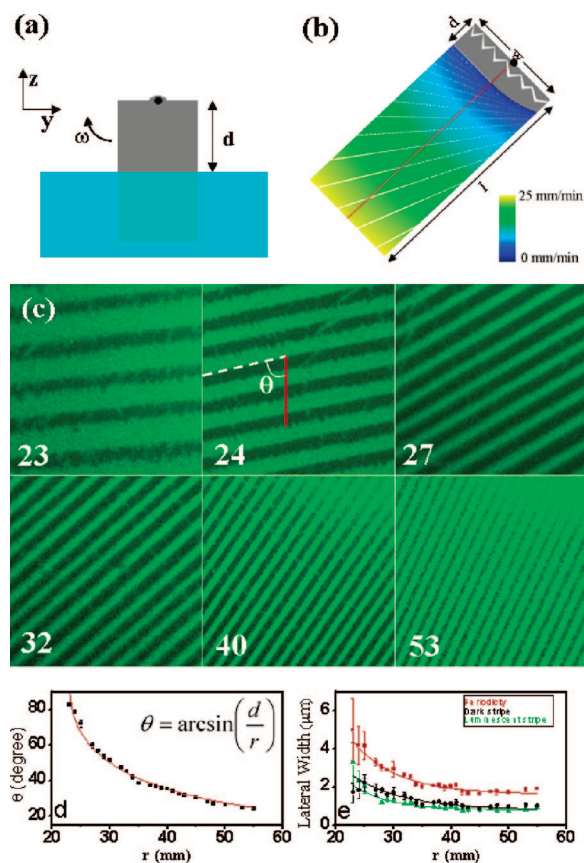 (a)
z
y
ω
d
(b)
d
w
l
25 mm/min
0 mm/min
(c)
θ
23
24
27
32
40
53
80
60
40
20
θ (degree)
θ = arcsin(d/r)
d
20 30 40 50 60
r (mm)
6
4
2
0
Lateral Width (μm)
Periodicity
Dark stripe
Luminescent stripe
e
20 30 40 50 60
r (mm)